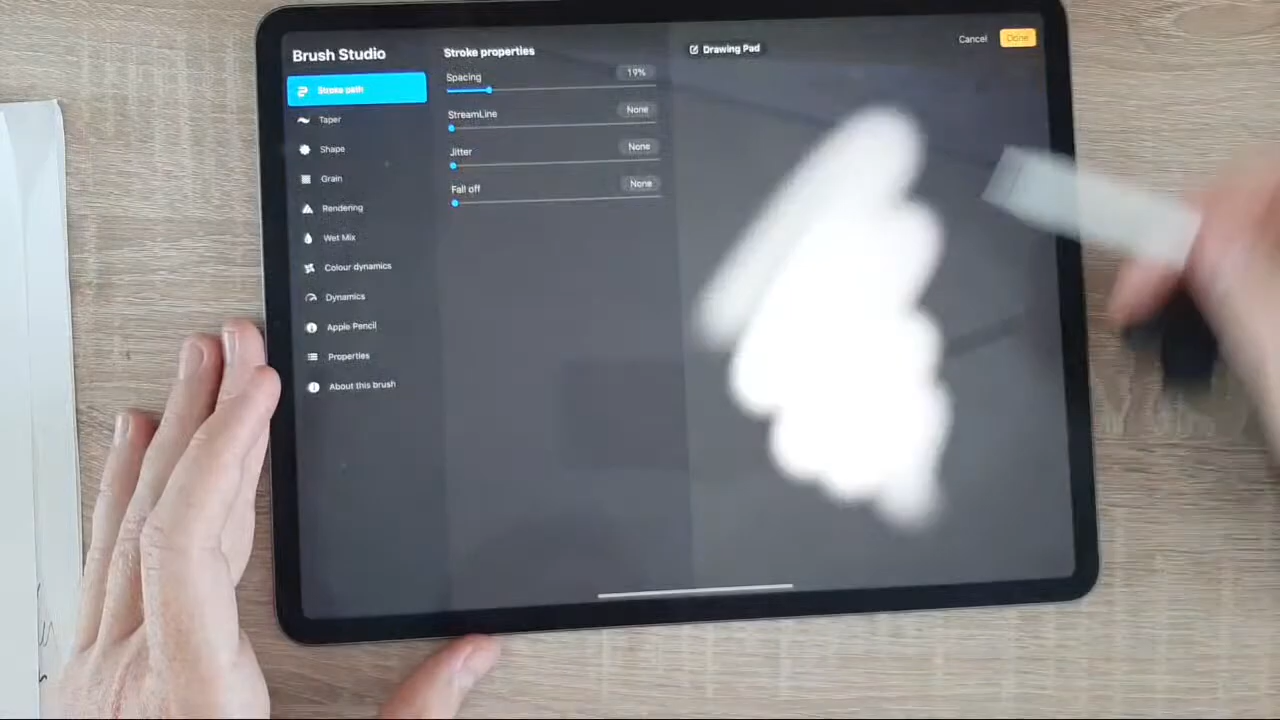 Brush Studio
Stroke path
Taper
Shape
Grain
Rendering
Wet Mix
Colour dynamics
Dynamics
Apple Pencil
Properties
About this brush
Stroke properties
Spacing 19%
StreamLine None
Jitter None
Fall off None
Drawing Pad
Cancel Done